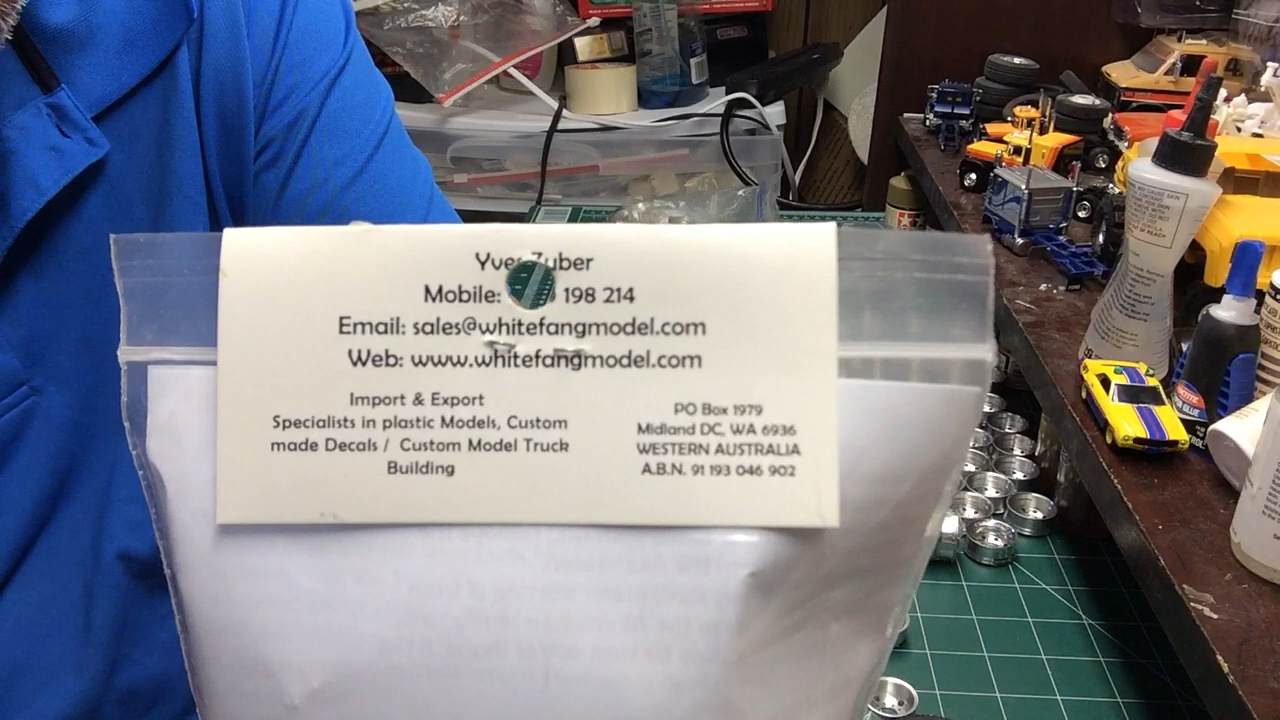 Yves Zuber
Mobile: 198 214
Email: sales@whitefangmodel.com
Web: www.whitefangmodel.com
Import & Export
Specialists in plastic Models, Custom
made Decals / Custom Model Truck
Building
PO Box 1979
Midland DC, WA 6936
WESTERN AUSTRALIA
A.B.N. 91 193 046 902